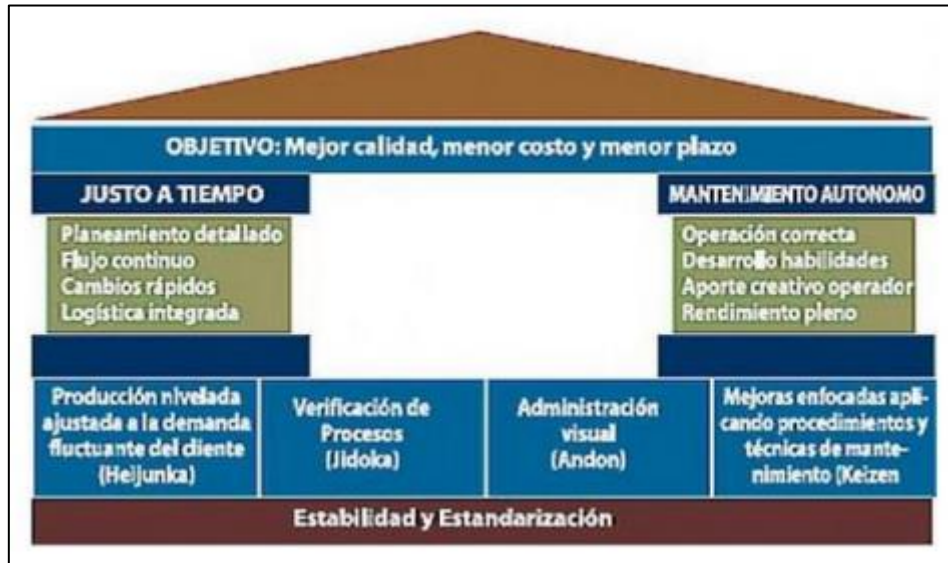 OBJETIVO: Mejor calidad, menor costo y menor plazo
JUSTO A TIEMPO
Planeamiento detallado
Flujo continuo
Cambios rápidos
Logística integrada
MANTENIMIENTO AUTONOMO
Operación correcta
Desarrollo habilidades
Aporte creativo operador
Rendimiento pleno
Producción nivelada
ajustada a la demanda
fluctuante del cliente
(Heijunka)
Verificación de
Procesos
(Jidoka)
Administración
visual
(Andon)
Mejoras enfocadas apli-
cando procedimientos y
técnicas de mante-
nimiento (Keizen
Estabilidad y Estandarización